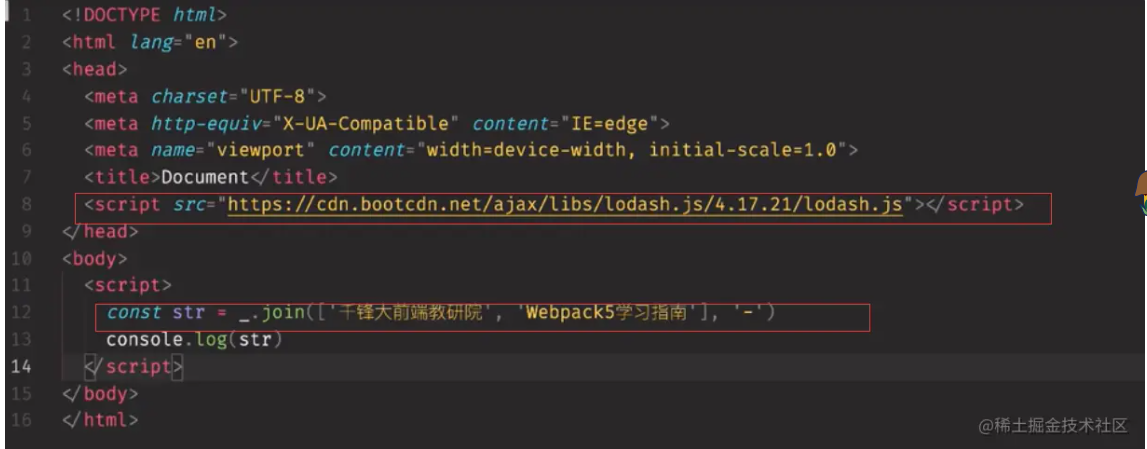 1 <!DOCTYPE html>
2 <html lang="en">
3 <head>
4 <meta charset="UTF-8">
5 <meta http-equiv="X-UA-Compatible" content="IE=edge">
6 <meta name="viewport" content="width=device-width, initial-scale=1.0">
7 <title>Document</title>
8 <script src="https://cdn.bootcdn.net/ajax/libs/lodash.js/4.17.21/lodash.js"></script>
9 </head>
10 <body>
11 <script>
12 const str = _.join(['千锋大前端教研院', 'Webpack5学习指南'], '-')
13 console.log(str)
14 </script>
15 </body>
16 </html>
@稀土掘金技术社区